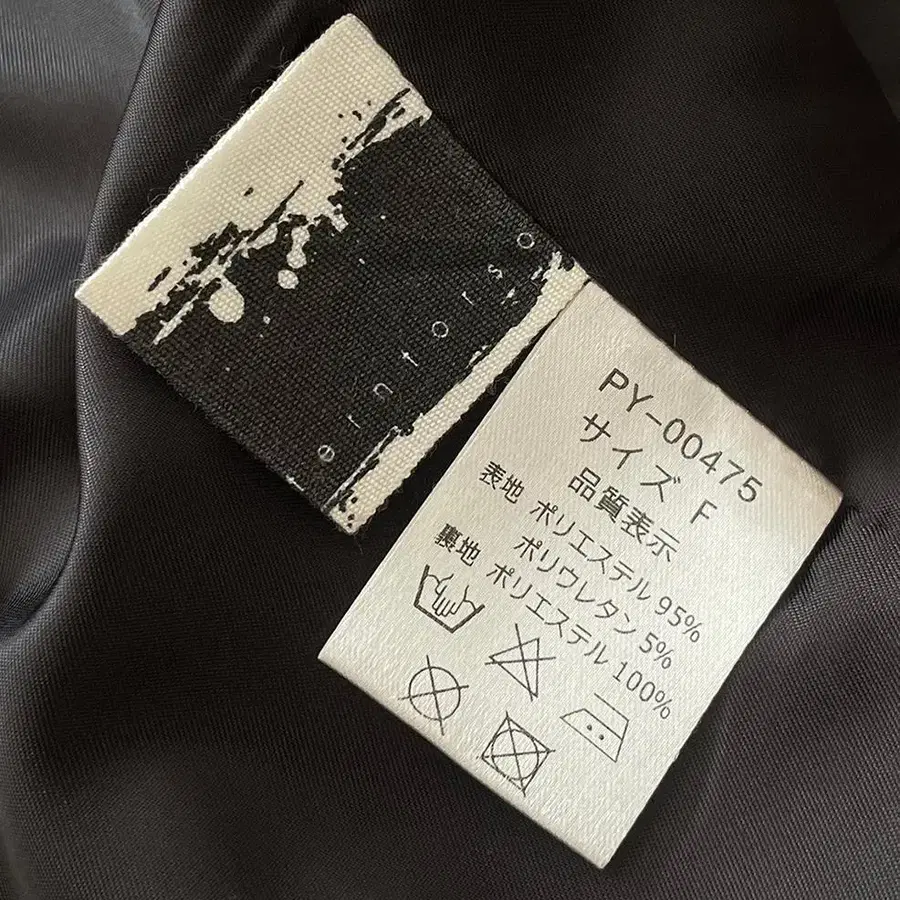 erntorso
PY-00475
サイズ F
品質表示
表地 ポリエステル 95%
ポリウレタン 5%
裏地 ポリエステル 100%